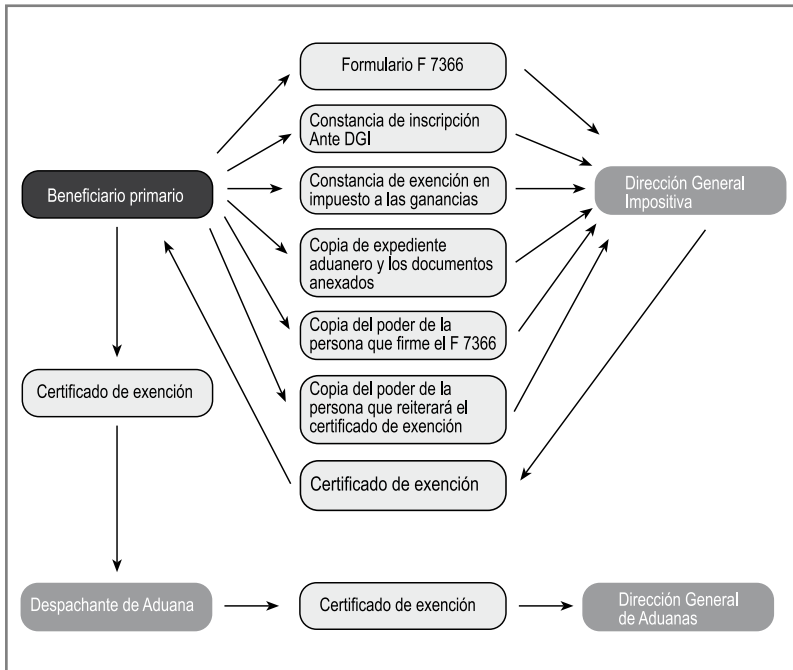 Formulario F 7366
Constancia de inscripción
Ante DGI
Beneficiario primario
Constancia de exención en
impuesto a las ganancias
Dirección General
Impositiva
Copia de expediente
aduanero y los documentos
anexados
Copia del poder de la
persona que firme el F 7366
Certificado de exención
Copia del poder de la
persona que reiterará el
certificado de exención
Certificado de exención
Despachante de Aduana
Certificado de exención
Dirección General
de Aduanas